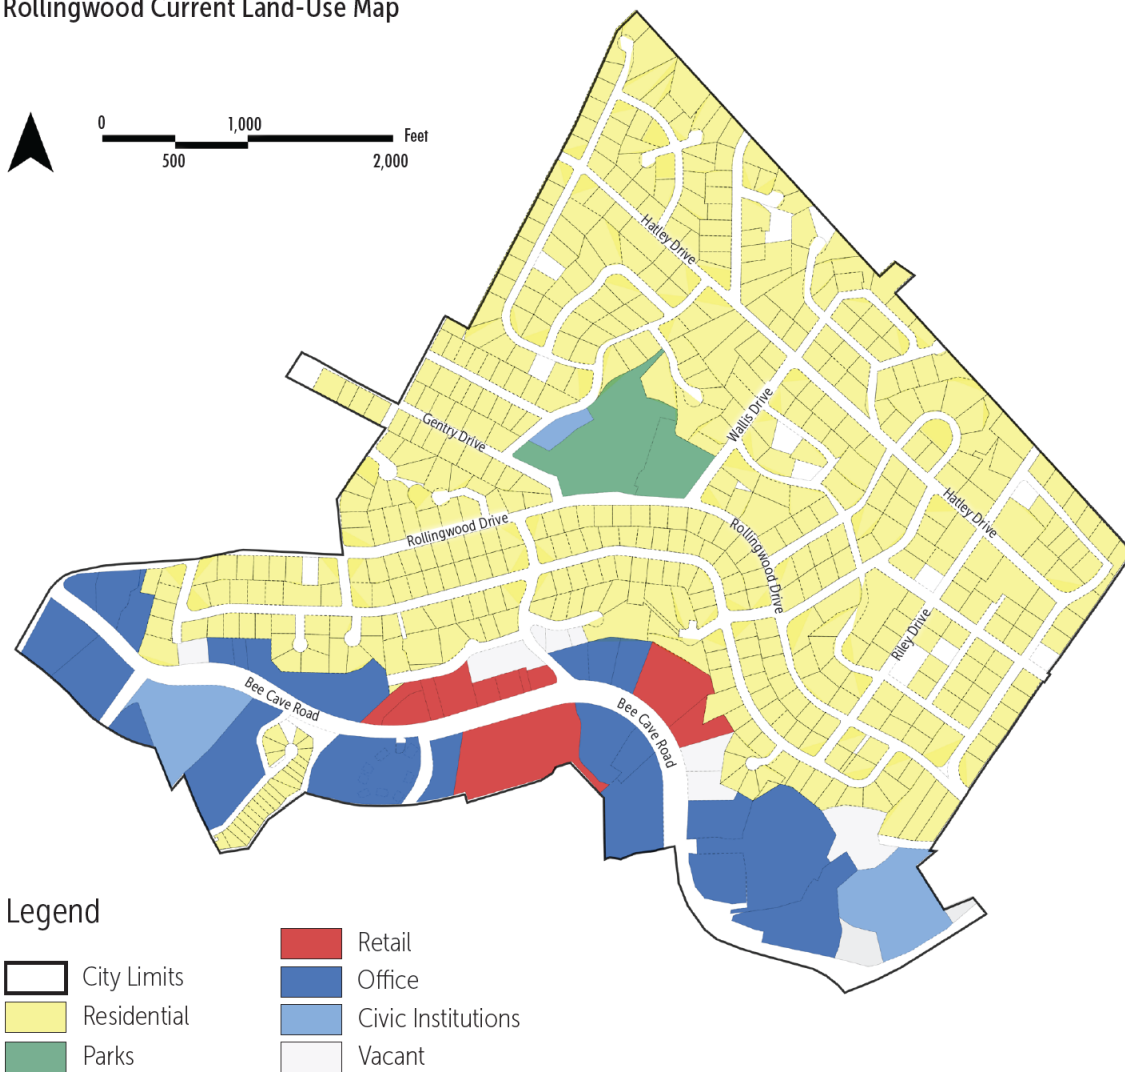 Rollingwood Current Land-Use Map
0
1,000
Feet
500
2,000
Hatley Drive
Gentry Drive
Wallis Drive
Hatley Drive
Rollingwood Drive
Rollingwood Drive
Riley Drive
Bee Cave Road
Bee Cave Road
Legend
City Limits
Residential
Parks
Retail
Office
Civic Institutions
Vacant